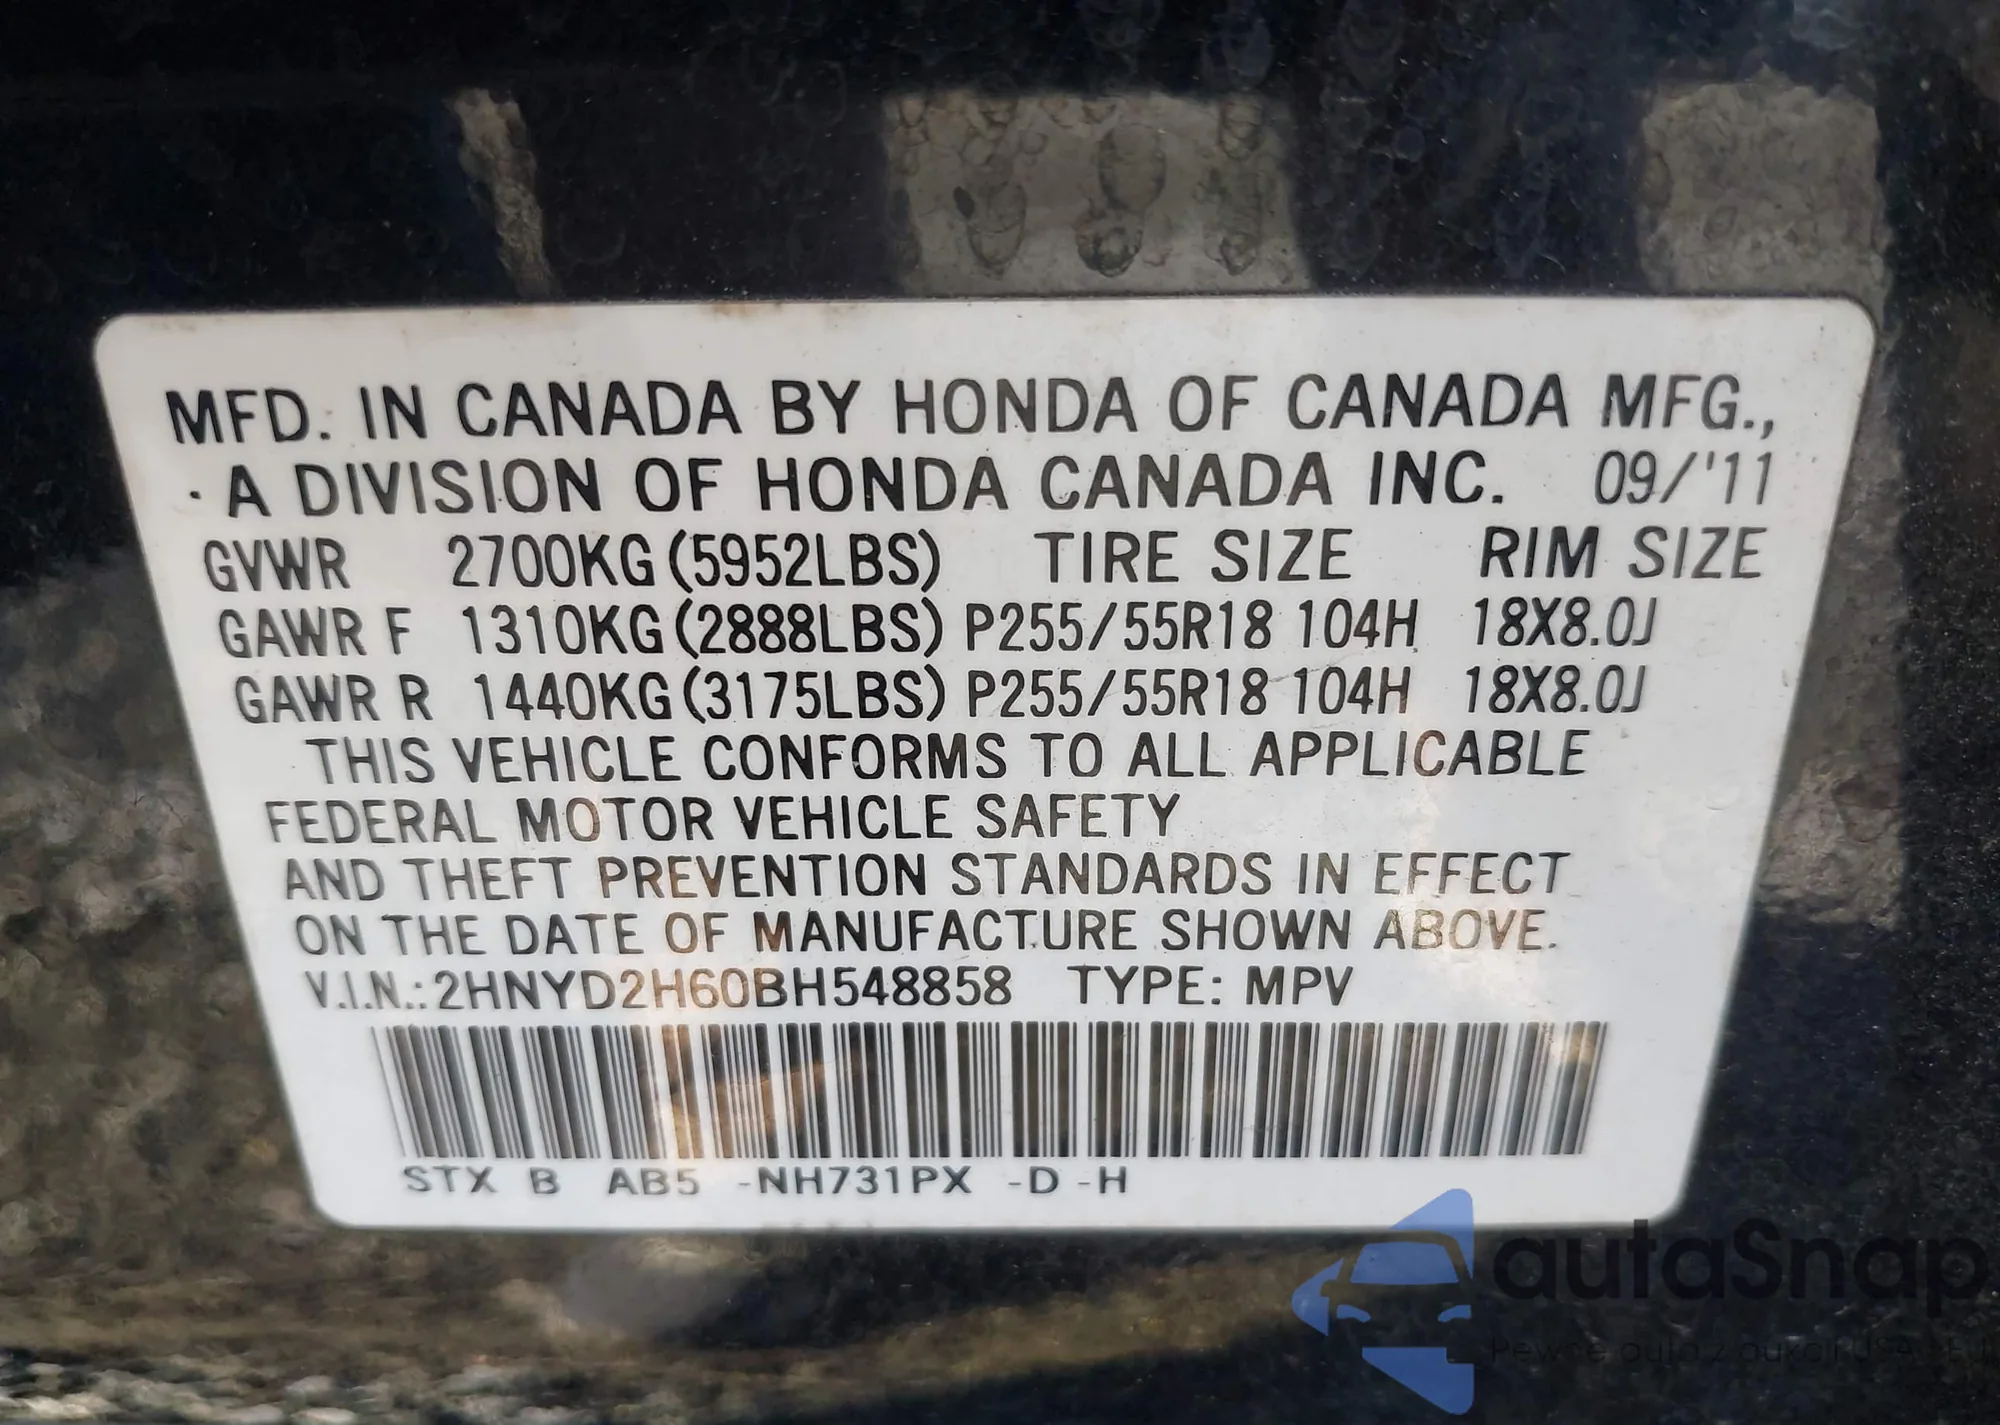 MFD. IN CANADA BY HONDA OF CANADA MFG.,
A DIVISION OF HONDA CANADA INC. 09/'11
GVWR 2700KG (5952LBS) TIRE SIZE RIM SIZE
GAWR F 1310KG (2888LBS) P255/55R18 104H 18X8.0J
GAWR R 1440KG (3175LBS) P255/55R18 104H 18X8.0J
THIS VEHICLE CONFORMS TO ALL APPLICABLE
FEDERAL MOTOR VEHICLE SAFETY
AND THEFT PREVENTION STANDARDS IN EFFECT
ON THE DATE OF MANUFACTURE SHOWN ABOVE.
V.I.N.: 2HNYD2H60BH548858 TYPE: MPV
STX B AB5 -NH731PX -D -H
autaSnap
auta z